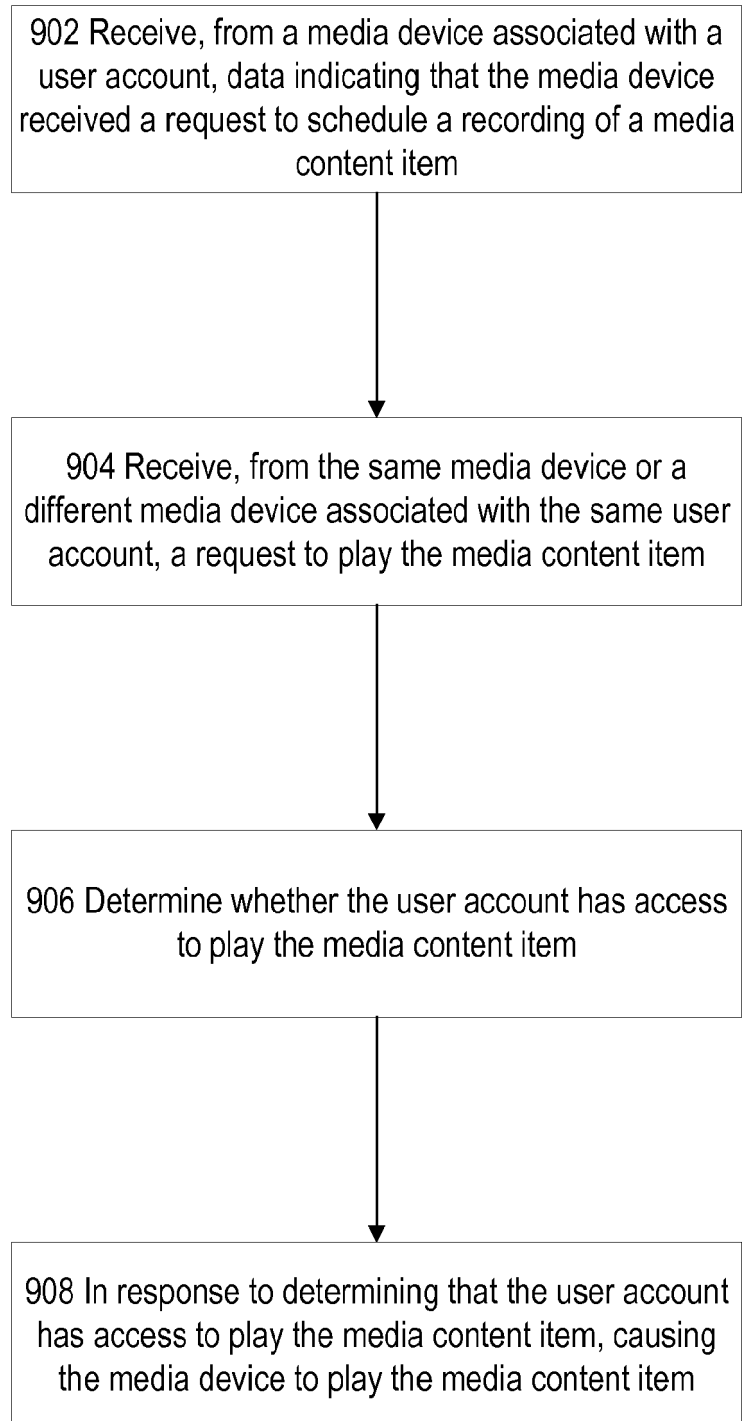 902 Receive, from a media device associated with a
user account, data indicating that the media device
received a request to schedule a recording of a media
content item
904 Receive, from the same media device or a
different media device associated with the same user
account, a request to play the media content item
906 Determine whether the user account has access
to play the media content item
908 In response to determining that the user account
has access to play the media content item, causing
the media device to play the media content item